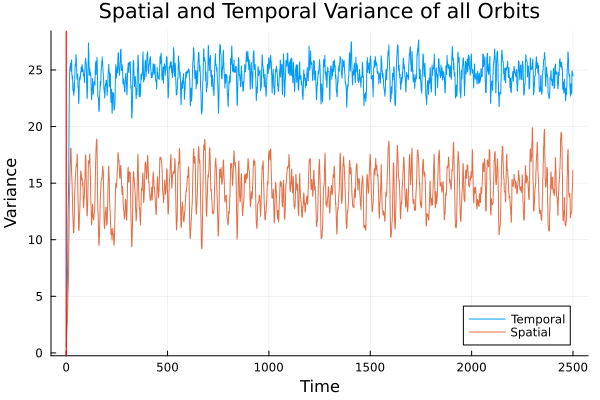 Spatial and Temporal Variance of all Orbits
Variance
25
20
15
10
5
0
Temporal
Spatial
0 500 1000 1500 2000 2500
Time